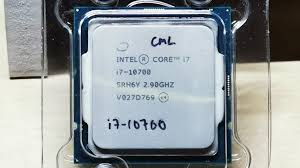 CML
INTEL® CORE™ i7
i7-10700
SRH6Y 2.90GHZ
V027D769
i7-10700